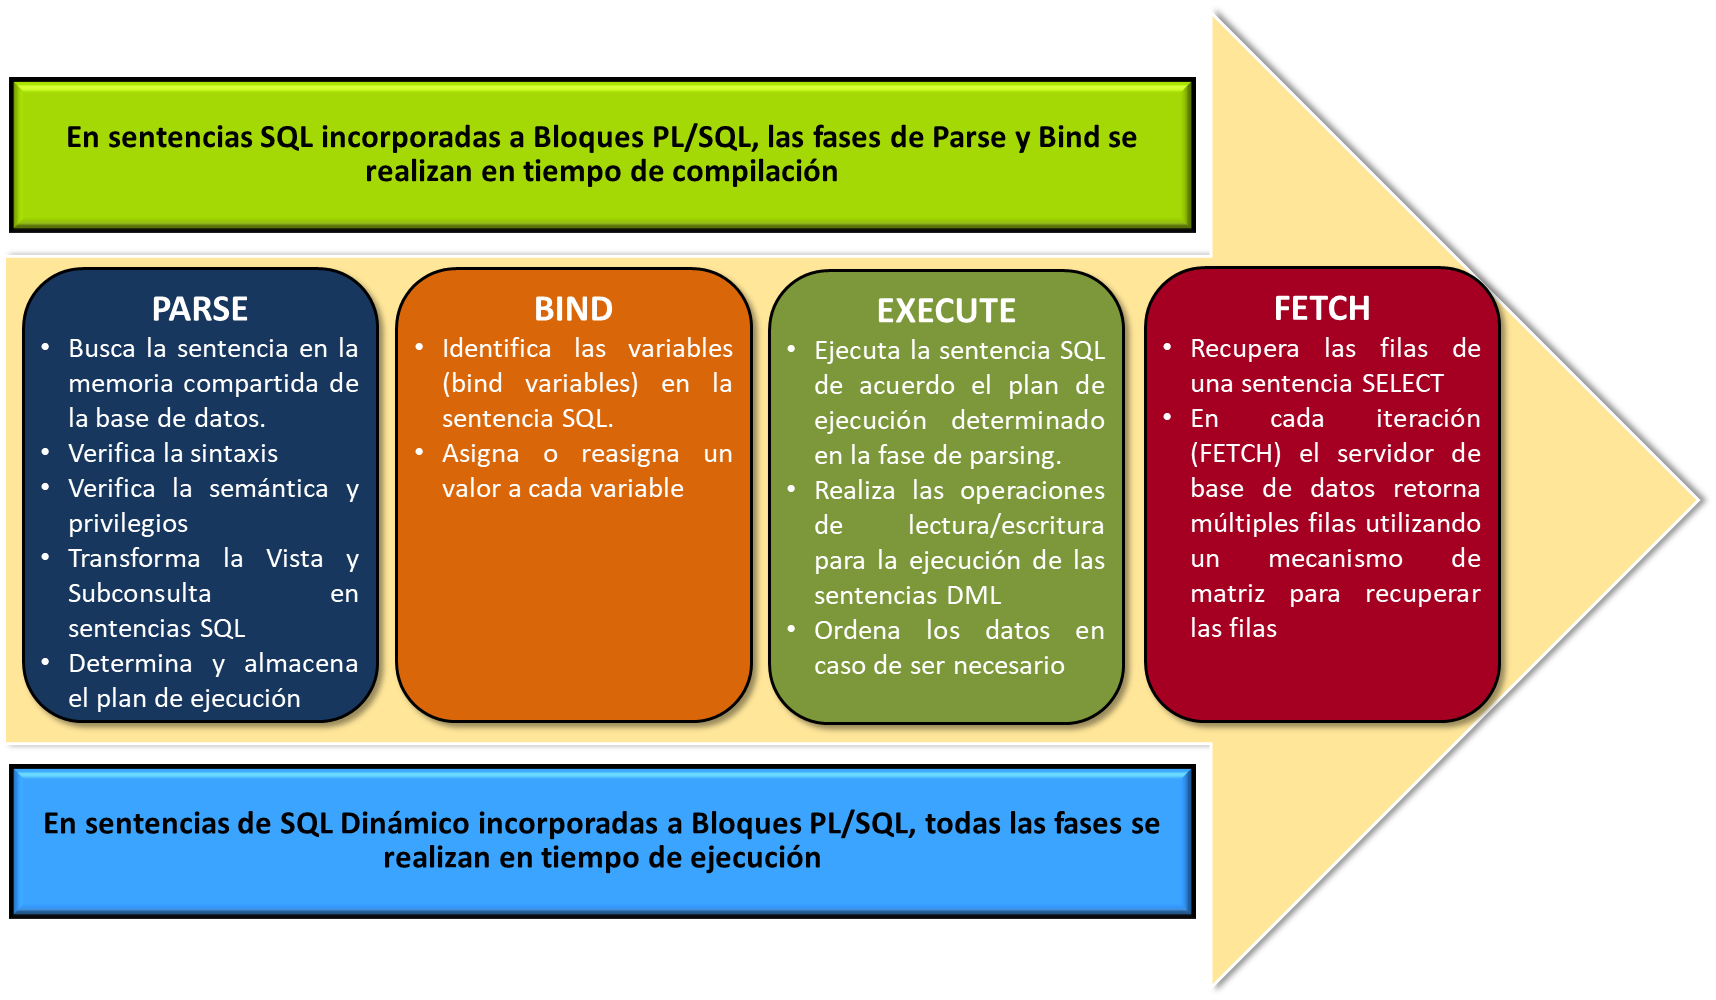 En sentencias SQL incorporadas a Bloques PL/SQL, las fases de Parse y Bind se
realizan en tiempo de compilación
PARSE
• Busca la sentencia en la
memoria compartida de
la base de datos.
• Verifica la sintaxis
• Verifica la semántica y
privilegios
• Transforma la Vista y
Subconsulta en
sentencias SQL
• Determina y almacena
el plan de ejecución
BIND
• Identifica las variables
(bind variables) en la
sentencia SQL.
• Asigna o reasigna un
valor a cada variable
EXECUTE
• Ejecuta la sentencia SQL
de acuerdo el plan de
ejecución determinado
en la fase de parsing.
• Realiza las operaciones
de lectura/escritura
para la ejecución de las
sentencias DML
• Ordena los datos en
caso de ser necesario
FETCH
• Recupera las filas de
una sentencia SELECT
• En cada iteración
(FETCH) el servidor de
base de datos retorna
múltiples filas utilizando
un mecanismo de
matriz para recuperar
las filas
En sentencias de SQL Dinámico incorporadas a Bloques PL/SQL, todas las fases se
realizan en tiempo de ejecución